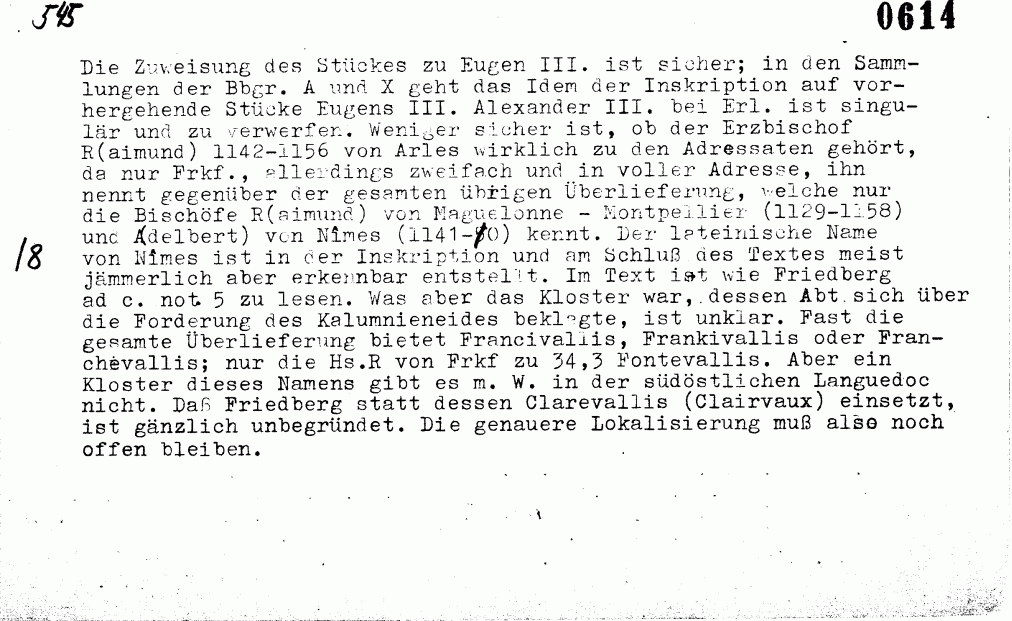 545
0614
Die Zuweisung des Stückes zu Eugen III. ist sicher; in den Samm-
lungen der Bbgr. A und X geht das Idem der Inskription auf vor-
hergehende Stücke Eugens III. Alexander III. bei Erl. ist singu-
lär und zu verwerfen. Weniger sicher ist, ob der Erzbischof
R(aimund) 1142-1156 von Arles wirklich zu den Adressaten gehört,
da nur Frkf., allerdings zweifach und in voller Adresse, ihn
nennt gegenüber der gesamten übrigen Überlieferung, welche nur
die Bischöfe R(aimund) von Maguelonne - Montpellier (1129-1158)
und A(delbert) von Nîmes (1141-80) kennt. Der lateinische Name
18
von Nîmes ist in der Inskription und am Schluß des Textes meist
jämmerlich aber erkennbar entstellt. Im Text ist wie Friedberg
ad c. not 5 zu lesen. Was aber das Kloster war, dessen Abt sich über
die Forderung des Kalumnieneides beklagte, ist unklar. Fast die
gesamte Überlieferung bietet Francivallis, Frankivallis oder Fran-
chevallis; nur die Hs.R von Frkf zu 34,3 Fontevallis. Aber ein
Kloster dieses Namens gibt es m. W. in der südöstlichen Languedoc
nicht. Daß Friedberg statt dessen Clarevallis (Clairvaux) einsetzt,
ist gänzlich unbegründet. Die genauere Lokalisierung muß also noch
offen bleiben.